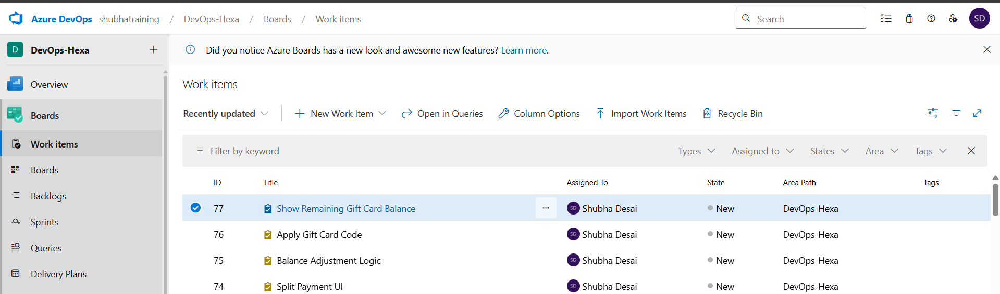 Azure DevOps shubhatraining / DevOps-Hexa / Boards / Work items Search SD
D DevOps-Hexa +
Did you notice Azure Boards has a new look and awesome new features? Learn more.
Overview
Boards
Work items
Boards
Backlogs
Sprints
Queries
Delivery Plans
Work items
Recently updated New Work Item Open in Queries Column Options Import Work Items Recycle Bin
Filter by keyword Types Assigned to States Area Tags
ID Title Assigned To State Area Path Tags
77 Show Remaining Gift Card Balance ... SD Shubha Desai New DevOps-Hexa
76 Apply Gift Card Code SD Shubha Desai New DevOps-Hexa
75 Balance Adjustment Logic SD Shubha Desai New DevOps-Hexa
74 Split Payment UI SD Shubha Desai New DevOps-Hexa